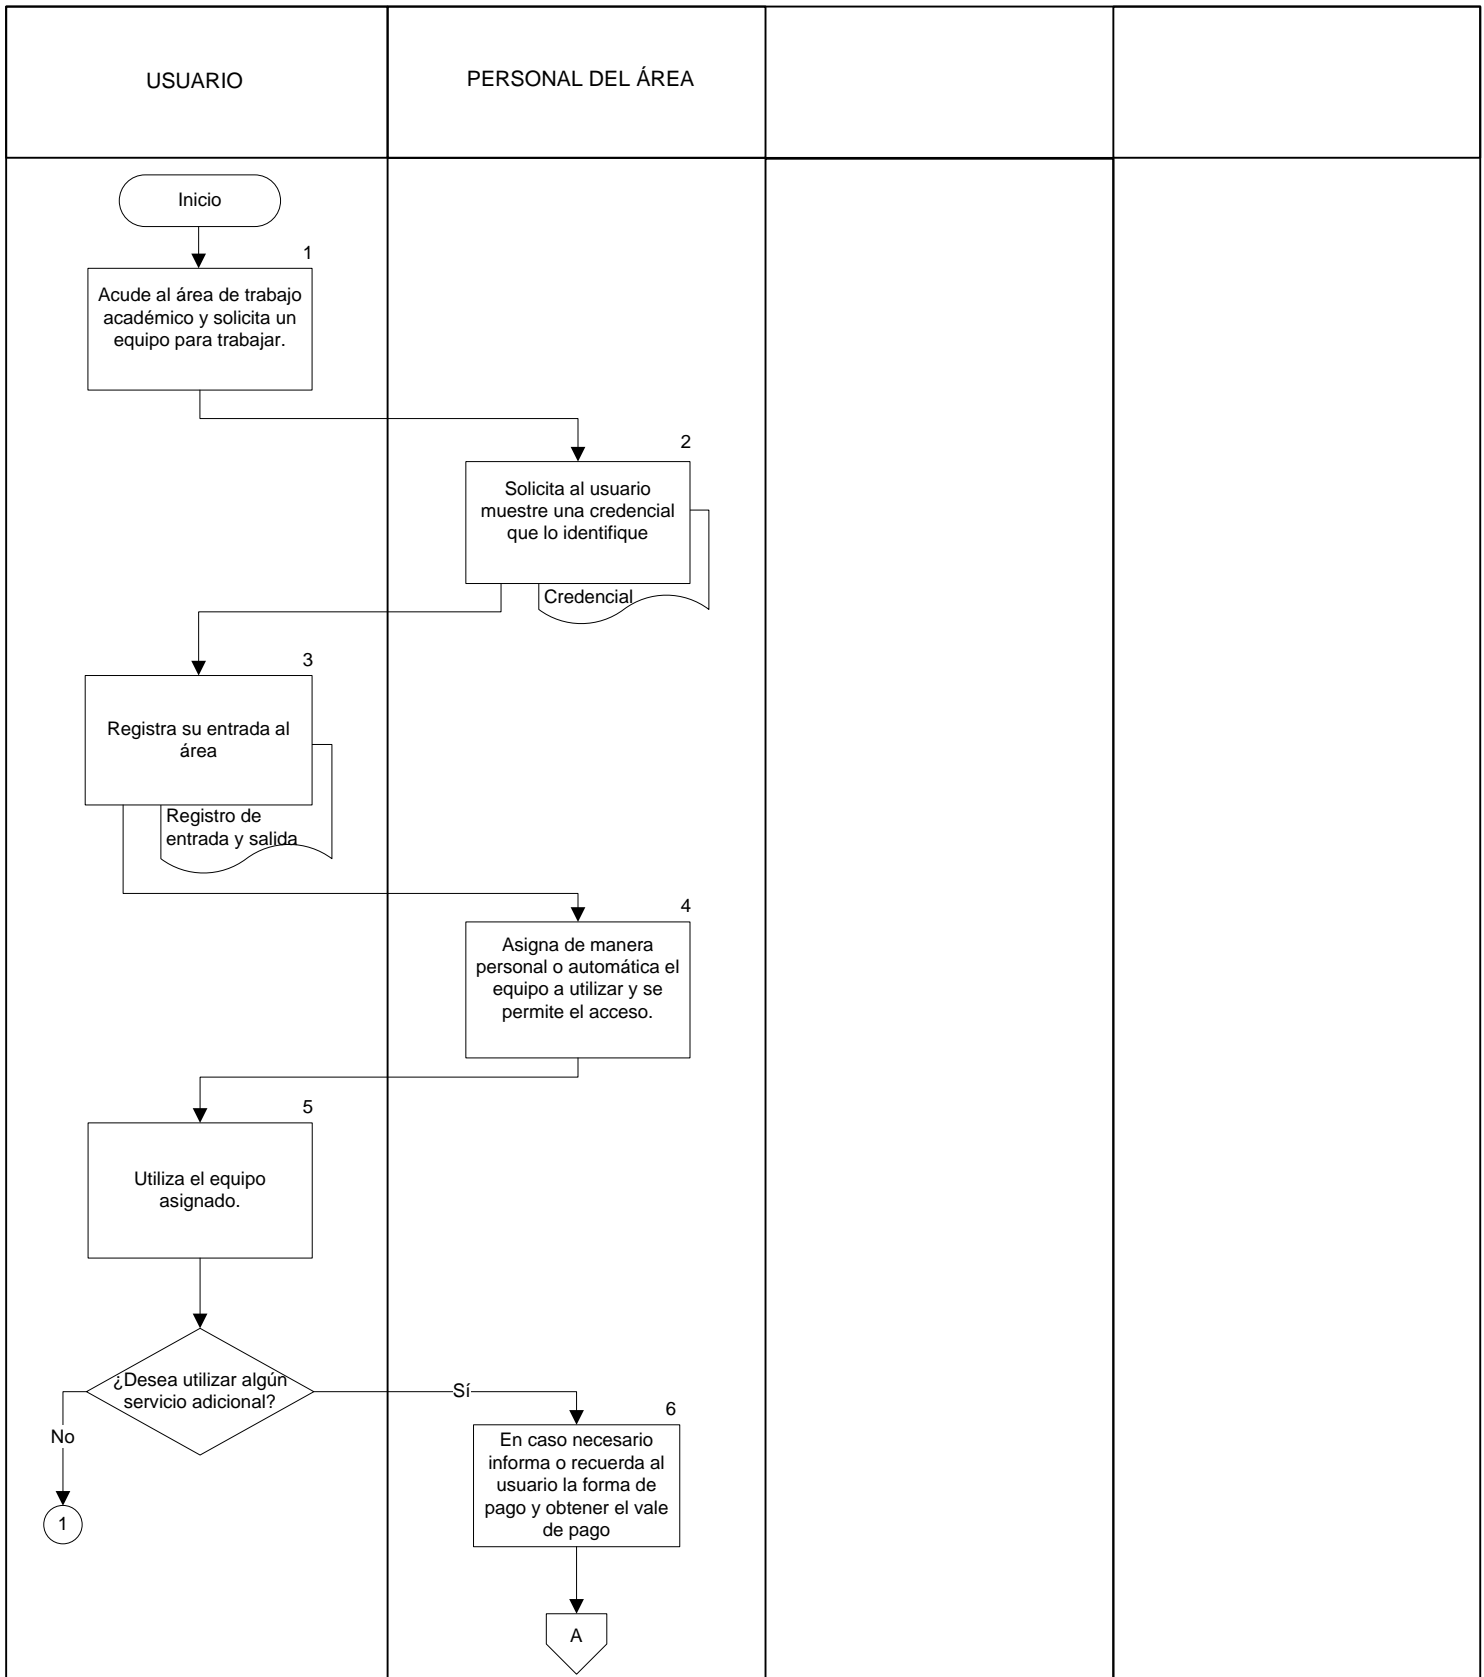 USUARIO
PERSONAL DEL ÁREA
Inicio
1
Acude al área de trabajo
académico y solicita un
equipo para trabajar.
2
Solicita al usuario
muestre una credencial
que lo identifique
Credencial
3
Registra su entrada al
área
Registro de
entrada y salida
4
Asigna de manera
personal o automática el
equipo a utilizar y se
permite el acceso.
5
Utiliza el equipo
asignado.
¿Desea utilizar algún
servicio adicional?
Sí
No
1
6
En caso necesario
informa o recuerda al
usuario la forma de
pago y obtener el vale
de pago
A